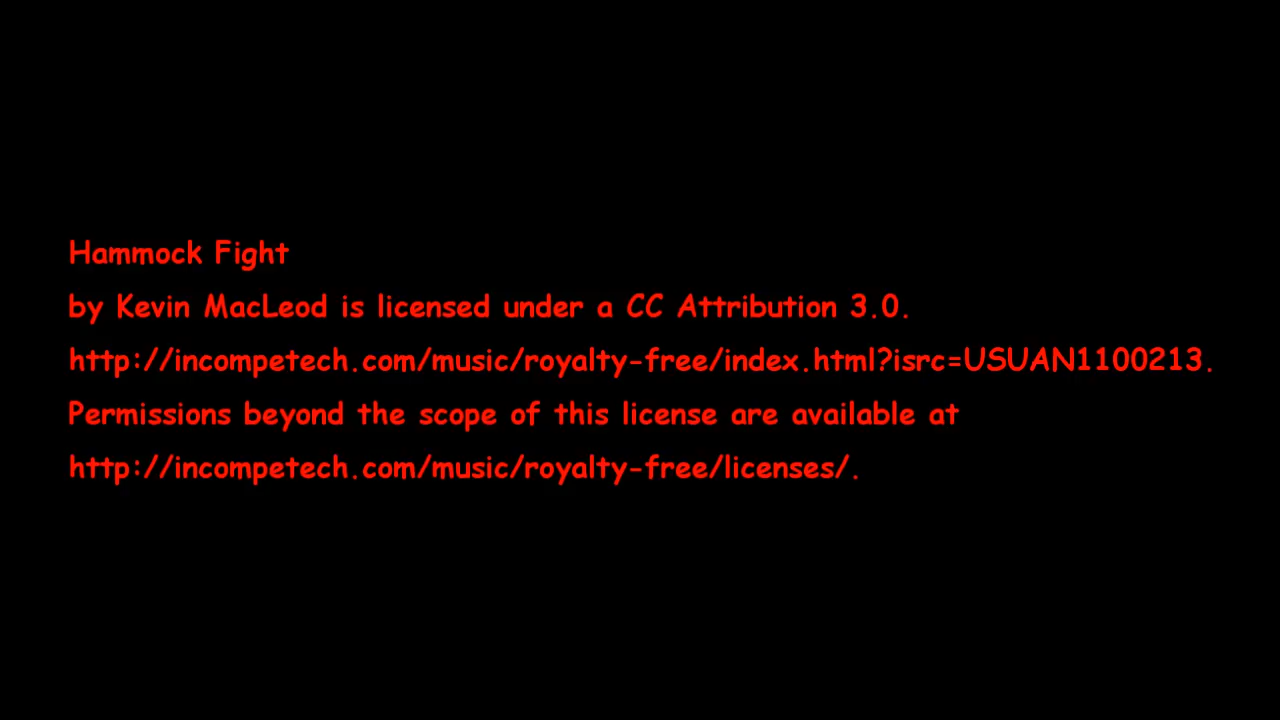 Hammock Fight
by Kevin MacLeod is licensed under a CC Attribution 3.0.
http://incompetech.com/music/royalty-free/index.html?isrc=USUAN1100213.
Permissions beyond the scope of this license are available at
http://incompetech.com/music/royalty-free/licenses/.